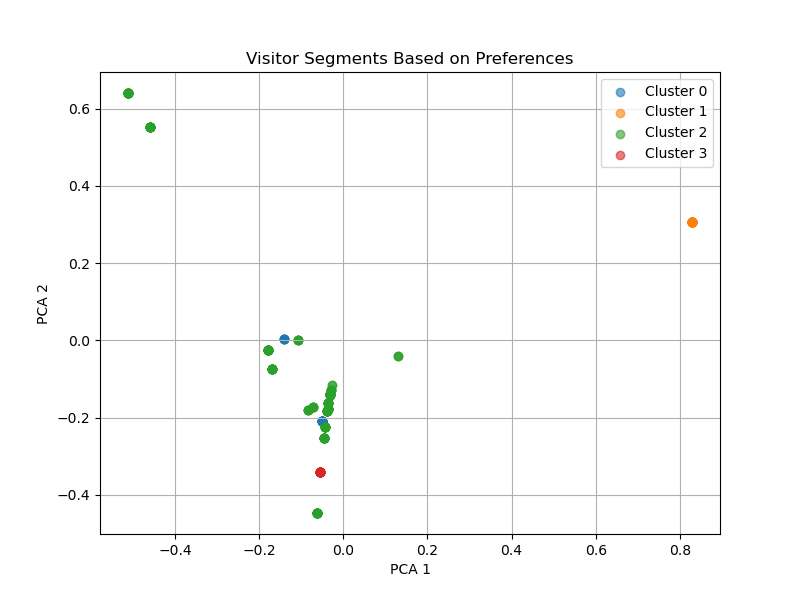 Visitor Segments Based on Preferences
Cluster 0
Cluster 1
Cluster 2
Cluster 3
PCA 2
0.6
0.4
0.2
0.0
−0.2
−0.4
−0.4
−0.2
0.0
0.2
0.4
0.6
0.8
PCA 1